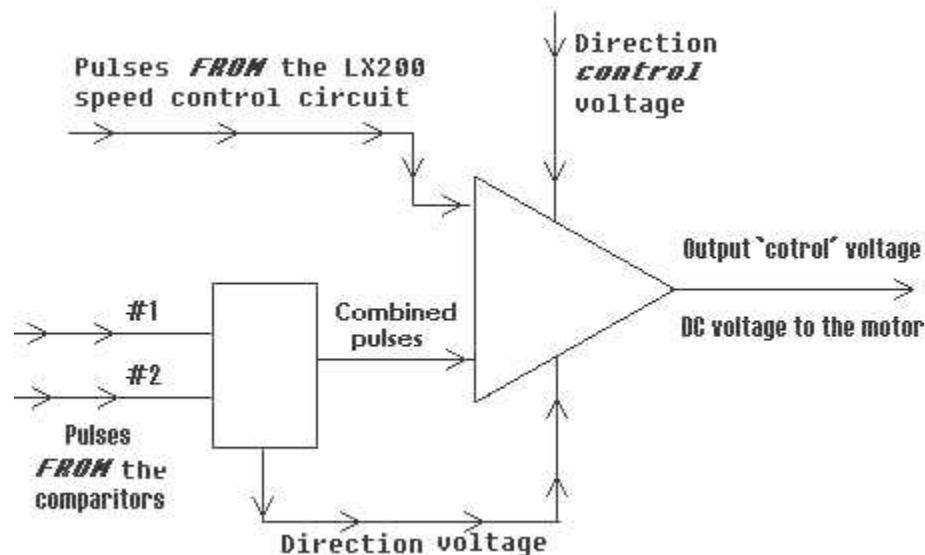 Pulses FROM the LX200
speed control circuit
Direction
control
voltage
Output `cotrol´ voltage
DC voltage to the motor
#1
#2
Combined
pulses
Pulses
FROM the
comparitors
Direction voltage